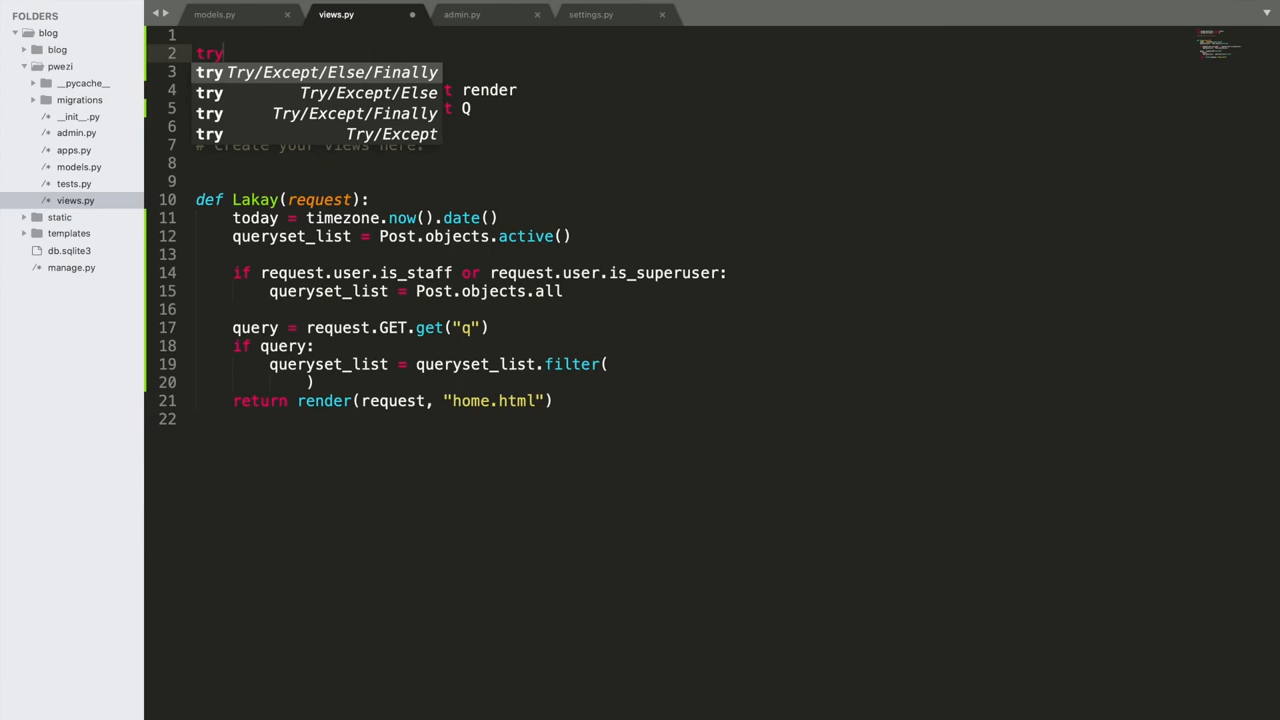 FOLDERS
blog
blog
pwezi
__pycache__
migrations
__init__.py
admin.py
apps.py
models.py
tests.py
views.py
static
templates
db.sqlite3
manage.py
models.py
views.py
admin.py
settings.py
1
2 try
3 try Try/Except/Else/Finally
4 try Try/Except/Else t render
5 try Try/Except/Finally t Q
6 try Try/Except
7 # Create your views here.
8
9
10 def Lakay(request):
11 today = timezone.now().date()
12 queryset_list = Post.objects.active()
13
14 if request.user.is_staff or request.user.is_superuser:
15 queryset_list = Post.objects.all
16
17 query = request.GET.get("q")
18 if query:
19 queryset_list = queryset_list.filter(
20 )
21 return render(request, "home.html")
22